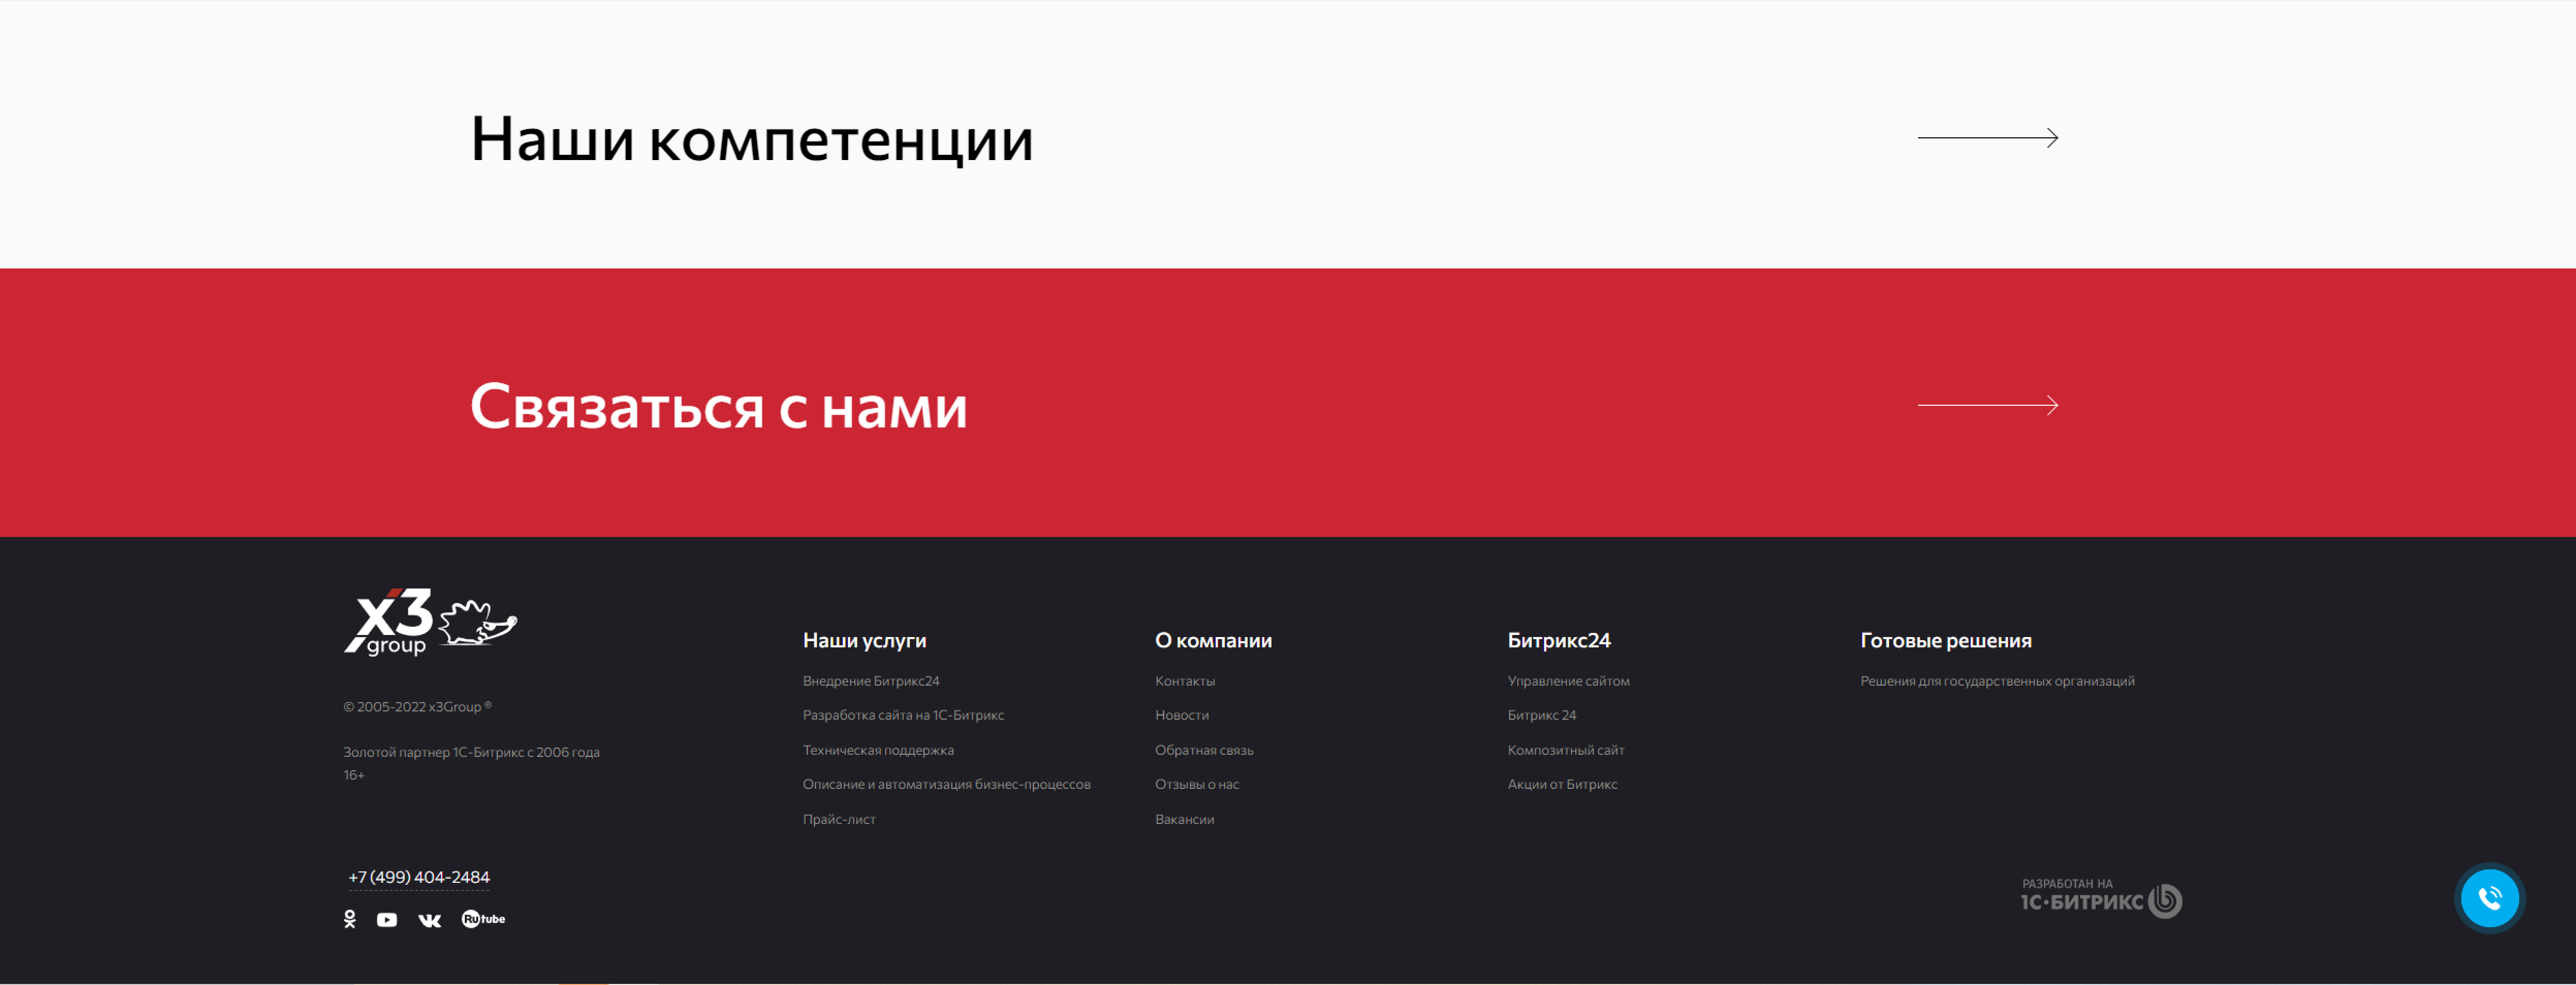 Наши компетенции
Связаться с нами
x3
group
© 2005-2022 x3Group ®
Золотой партнер 1С-Битрикс с 2006 года
16+
+7 (499) 404-2484
Rutube
Наши услуги
Внедрение Битрикс24
Разработка сайта на 1С-Битрикс
Техническая поддержка
Описание и автоматизация бизнес-процессов
Прайс-лист
О компании
Контакты
Новости
Обратная связь
Отзывы о нас
Вакансии
Битрикс24
Управление сайтом
Битрикс 24
Композитный сайт
Акции от Битрикс
Готовые решения
Решения для государственных организаций
РАЗРАБОТАН НА
1С·БИТРИКС